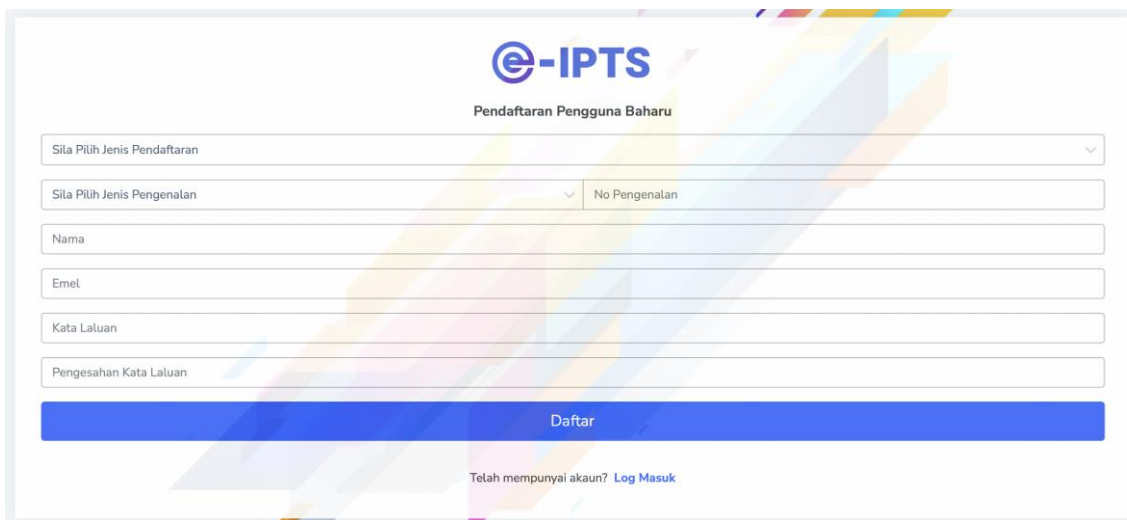 e-IPTS
Pendaftaran Pengguna Baharu
Sila Pilih Jenis Pendaftaran
Sila Pilih Jenis Pengenalan No Pengenalan
Nama
Emel
Kata Laluan
Pengesahan Kata Laluan
Daftar
Telah mempunyai akaun? Log Masuk